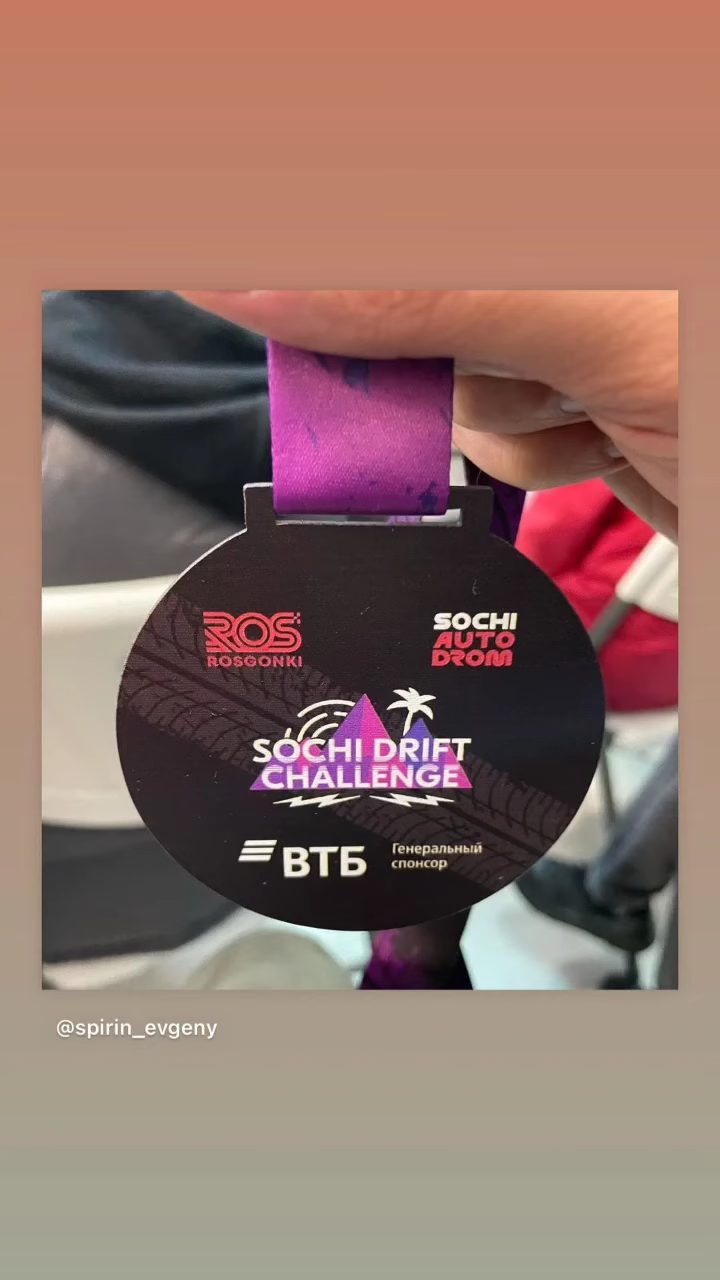 ROS
ROSGONKI
SOCHI
AUTO
DROM
SOCHI DRIFT
CHALLENGE
ВТБ
Генеральный
спонсор
@spirin_evgeny